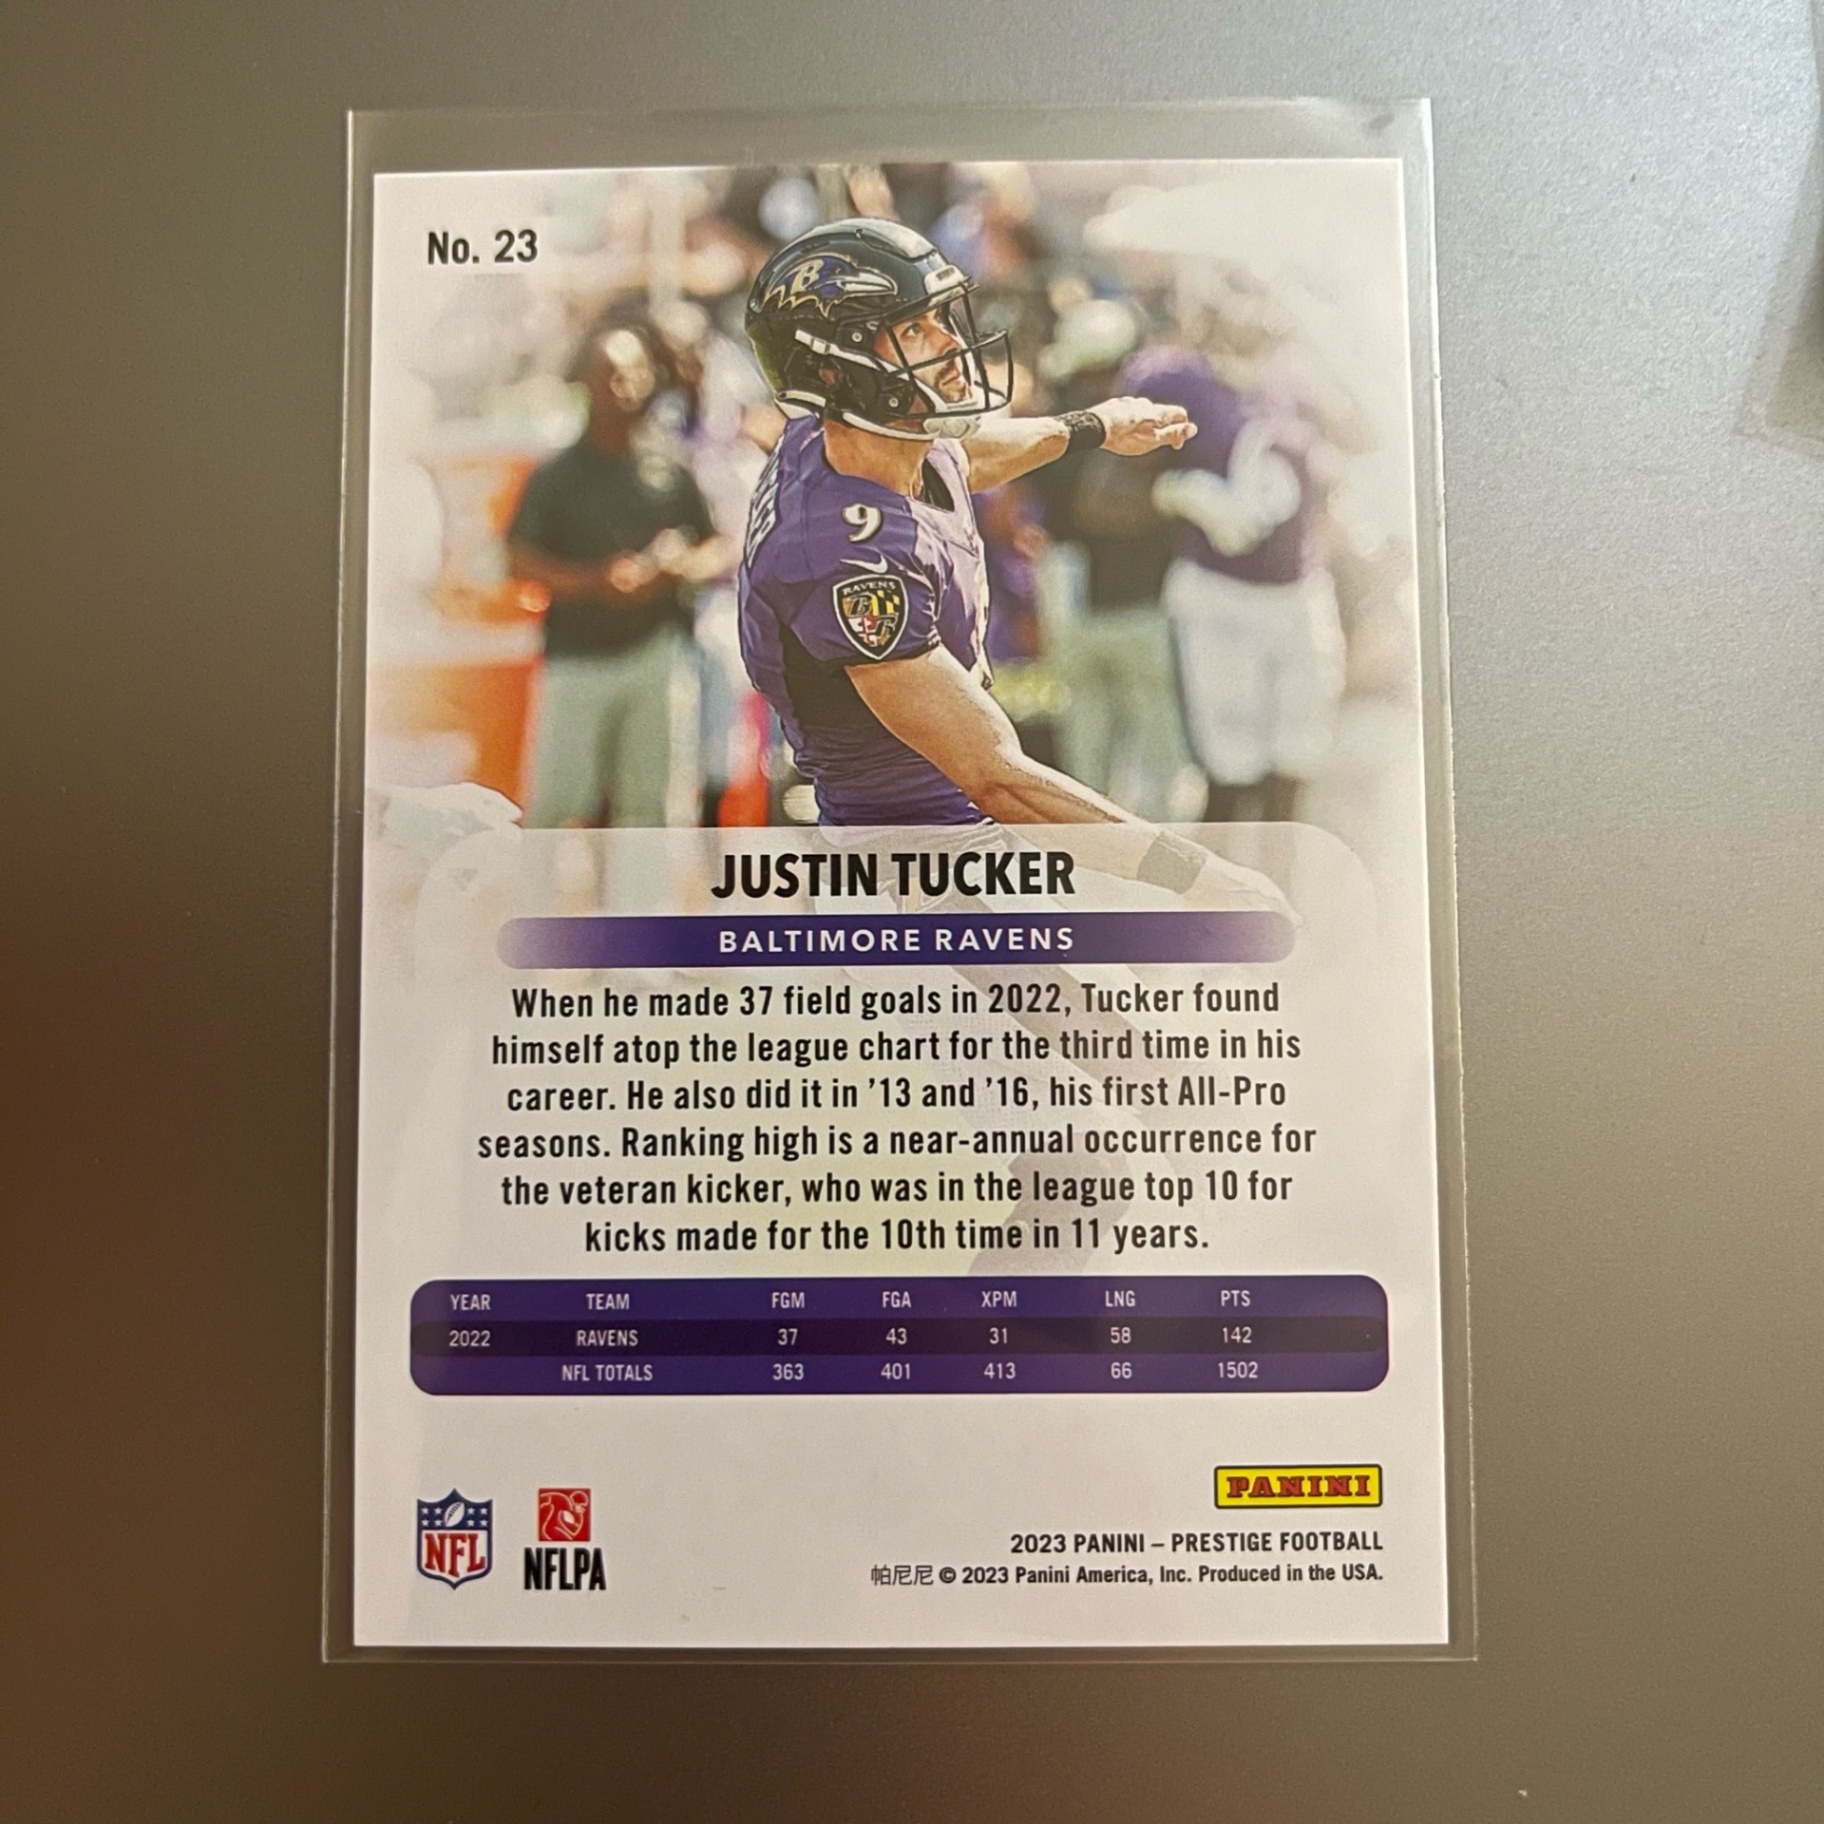 No. 23
B
9
RAVENS
B
JUSTIN TUCKER
BALTIMORE RAVENS
When he made 37 field goals in 2022, Tucker found
himself atop the league chart for the third time in his
career. He also did it in ’13 and ’16, his first All-Pro
seasons. Ranking high is a near-annual occurrence for
the veteran kicker, who was in the league top 10 for
kicks made for the 10th time in 11 years.
YEAR TEAM FGM FGA XPM LNG PTS
2022 RAVENS 37 43 31 58 142
NFL TOTALS 363 401 413 66 1502
NFL
NFLPA
PANINI
2023 PANINI – PRESTIGE FOOTBALL
帕尼尼 © 2023 Panini America, Inc. Produced in the USA.